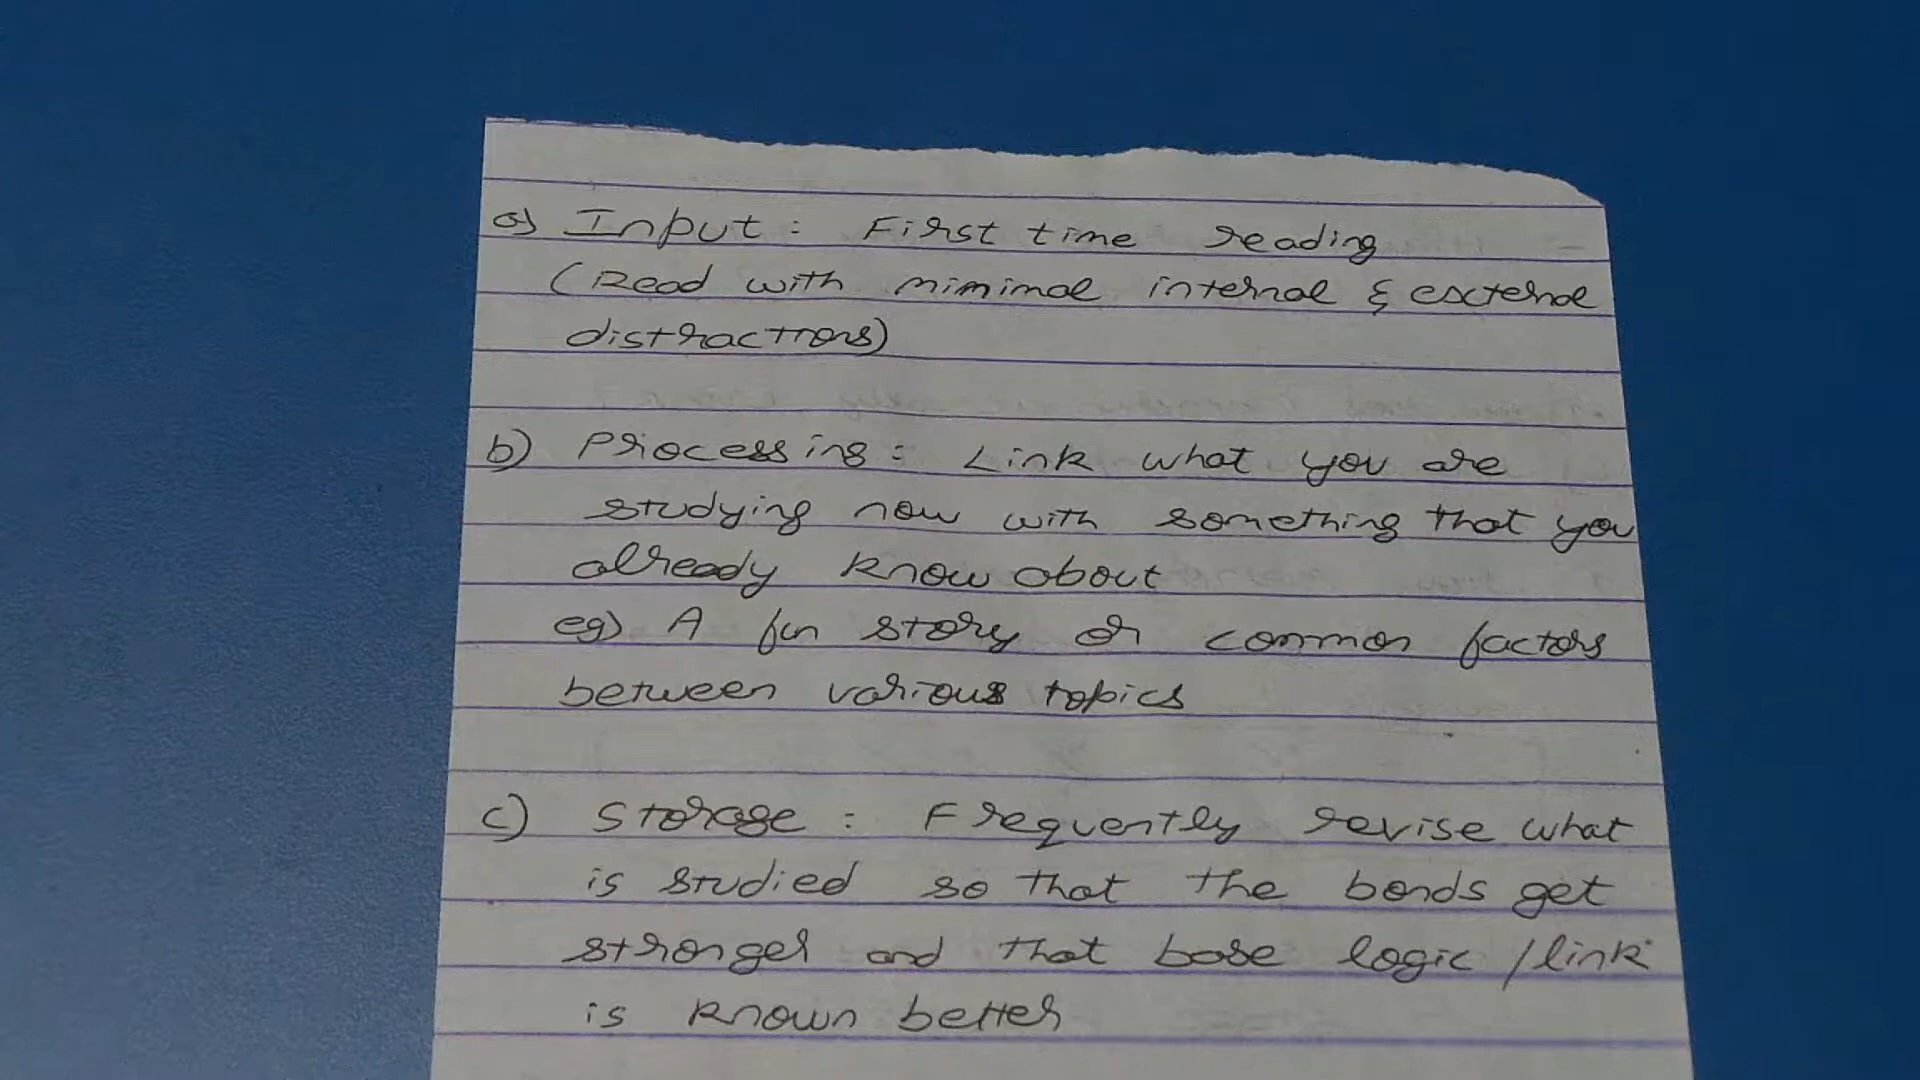 a) Input : First time reading
(Read with minimal internal & external
distractions)
b) Processing : Link what you are
studying now with something that you
already know about
eg) A fun story or common factors
between various topics
c) Storage : Frequently revise what
is studied so that the bonds get
stronger and that base logic / link
is known better